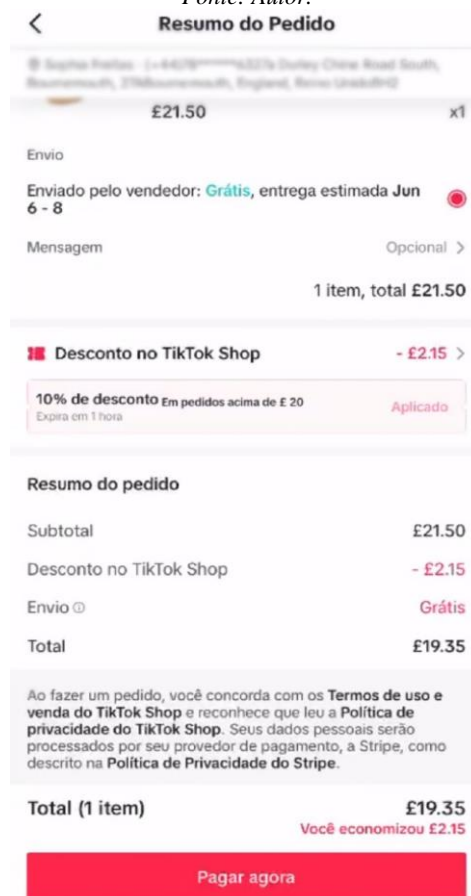 Fonte: Autor.
Resumo do Pedido
£21.50 x1
Envio
Enviado pelo vendedor: Grátis, entrega estimada Jun
6 - 8
Mensagem Opcional >
1 item, total £21.50
Desconto no TikTok Shop - £2.15 >
10% de desconto Em pedidos acima de £ 20
Aplicado
Expira em 1 hora
Resumo do pedido
Subtotal £21.50
Desconto no TikTok Shop - £2.15
Envio Grátis
Total £19.35
Ao fazer um pedido, você concorda com os Termos de uso e
venda do TikTok Shop e reconhece que leu a Política de
privacidade do TikTok Shop. Seus dados pessoais serão
processados por seu provedor de pagamento, a Stripe, como
descrito na Política de Privacidade do Stripe.
Total (1 item) £19.35
Você economizou £2.15
Pagar agora